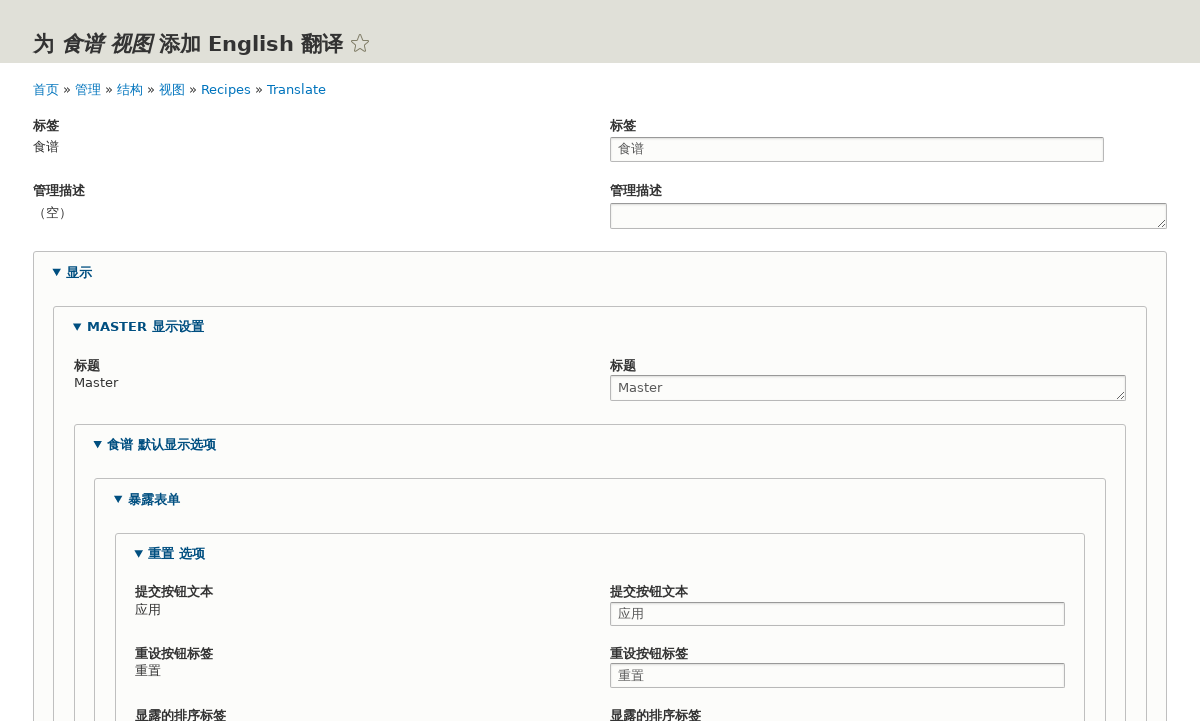 为 食谱 视图 添加 English 翻译
首页 » 管理 » 结构 » 视图 » Recipes » Translate
标签 标签
食谱 食谱
管理描述 管理描述
（空）
显示
MASTER 显示设置
标题 标题
Master Master
食谱 默认显示选项
暴露表单
重置 选项
提交按钮文本 提交按钮文本
应用 应用
重设按钮标签 重设按钮标签
重置 重置
显露的排序标签 显露的排序标签